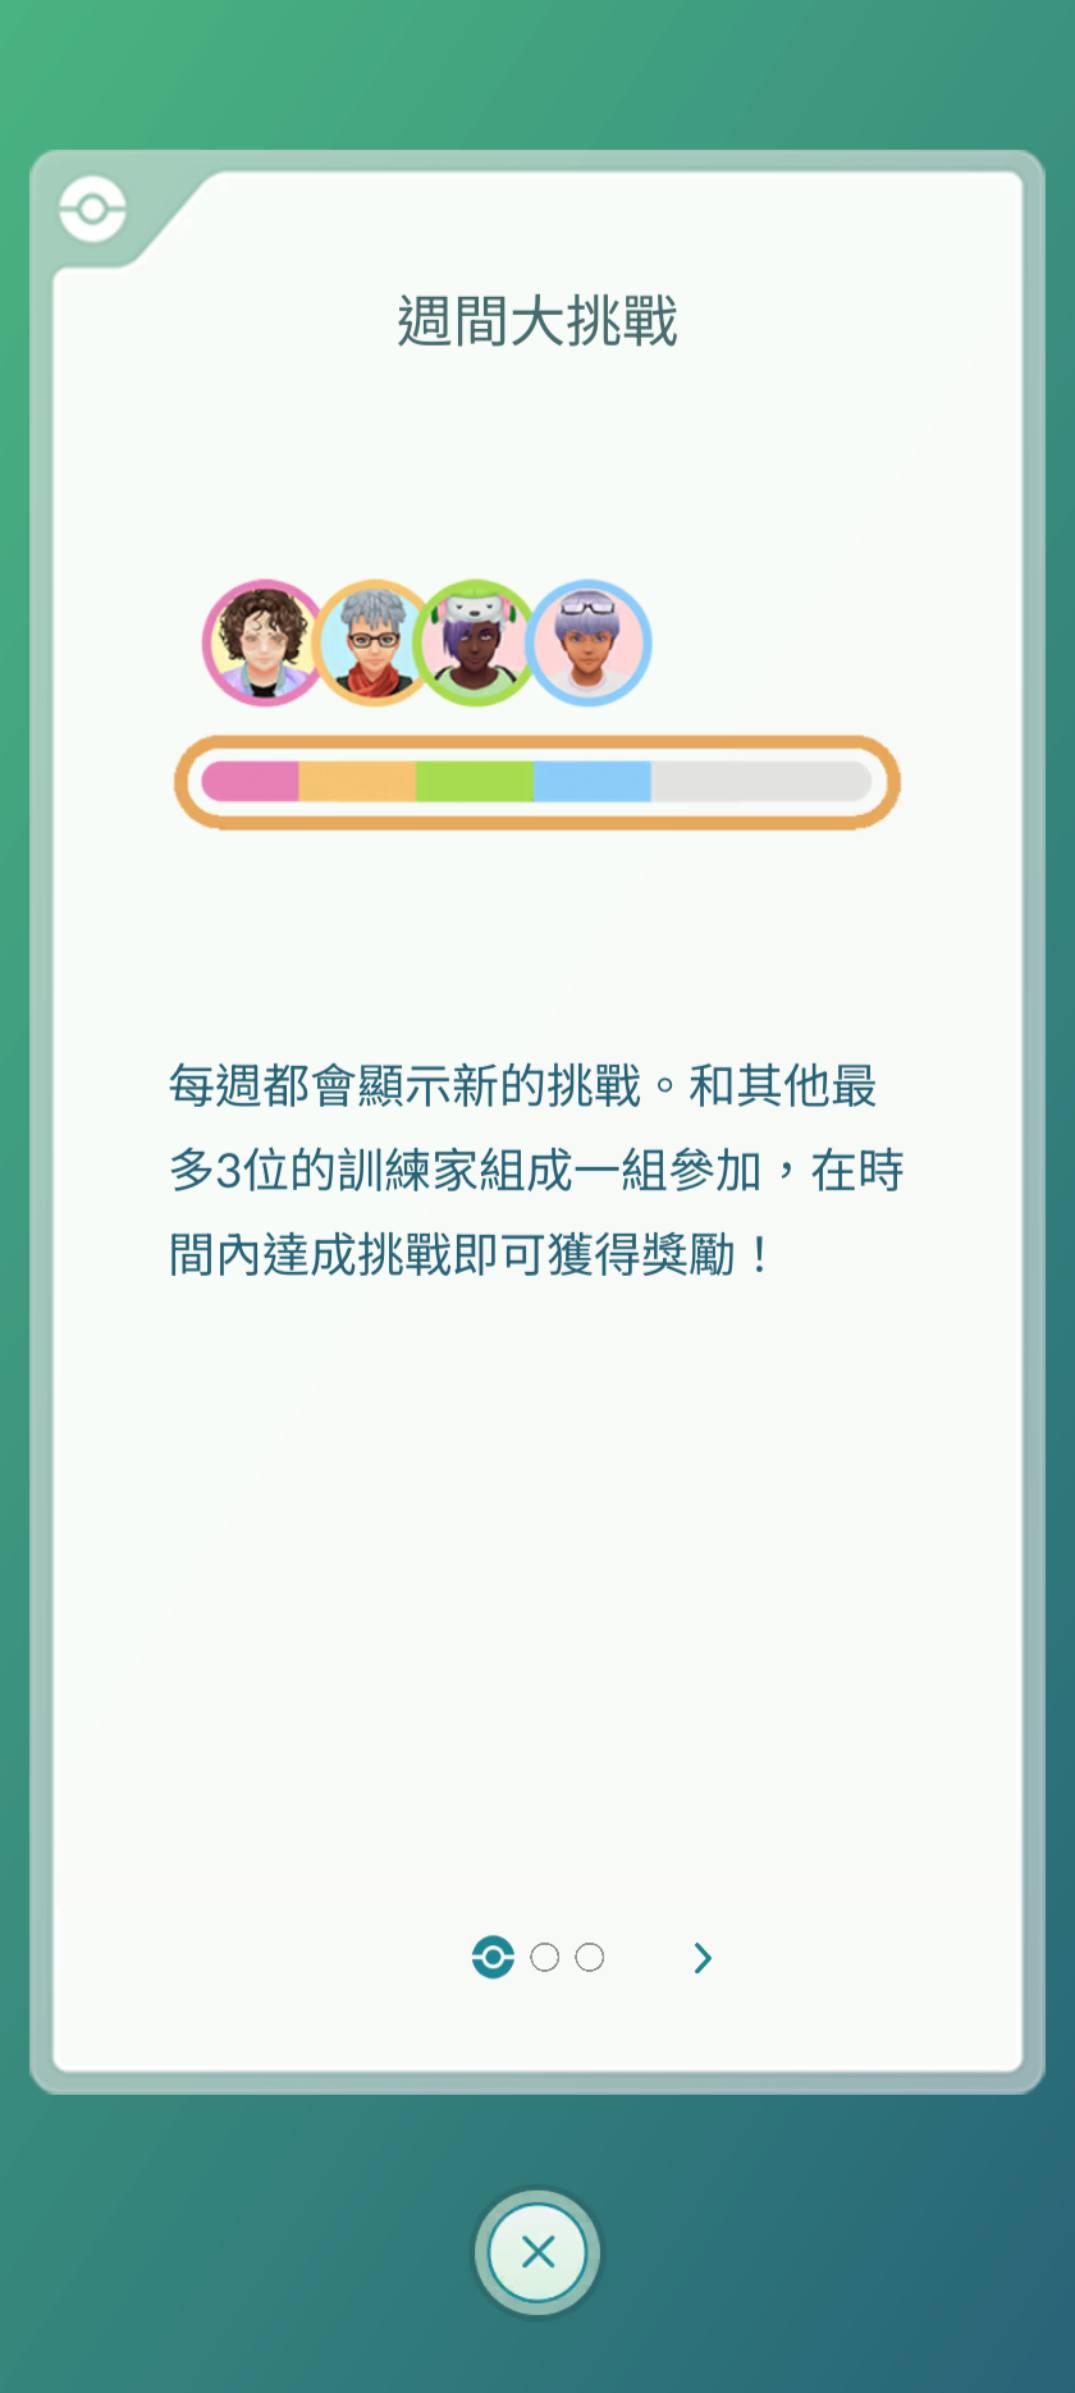 週間大挑戰
每週都會顯示新的挑戰。和其他最
多3位的訓練家組成一組參加，在時
間內達成挑戰即可獲得獎勵！